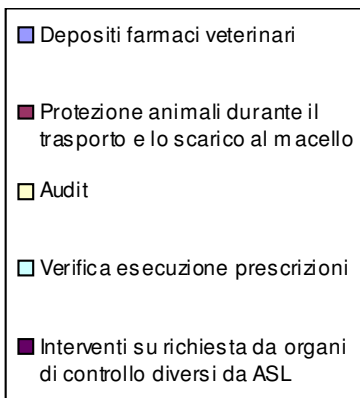 Depositi farmaci veterinari
Protezione animali durante il
trasporto e lo scarico al macello
Audit
Verifica esecuzione prescrizioni
Interventi su richiesta da organi
di controllo diversi da ASL